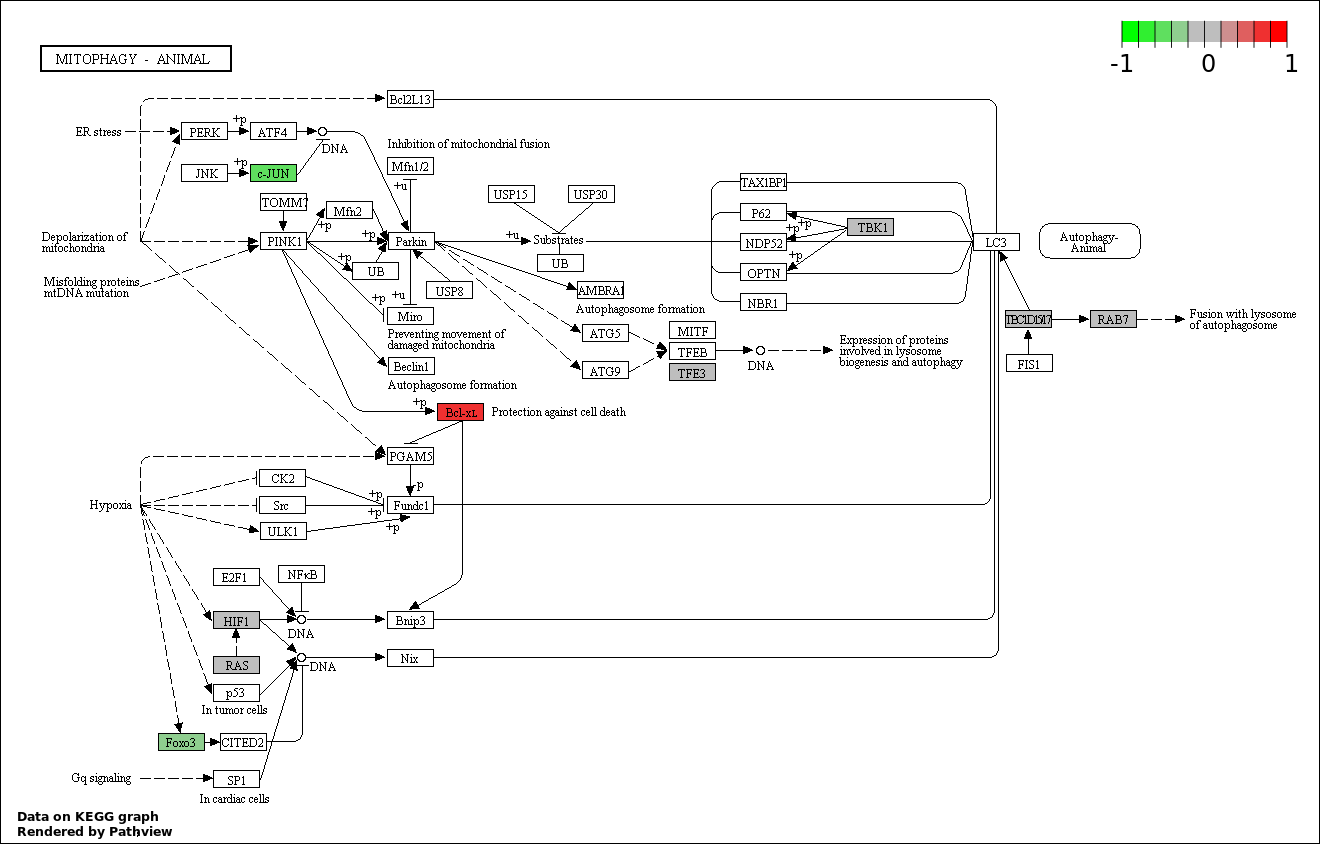 -1 0 1
MITOPHAGY - ANIMAL
Bcl2L13
ER stress
PERK
+p
ATF4
DNA
Inhibition of mitochondrial fusion
Mfn1/2
JNK
+p
c-JUN
+u
TOMM7
Mfn2
+p
USP15
USP30
TAX1BP1
P62
TBK1
+p
+p
Depolarization of
mitochondria
PINK1
+p
Parkin
+u
Substrates
NDP52
LC3
Autophagy-
Animal
+p
UB
UB
+p
OPTN
Misfolding proteins
mtDNA mutation
USP8
AMBRA1
+p
+u
NBR1
Autophagosome formation
Miro
Preventing movement of
damaged mitochondria
ATG5
MITF
TFEB
TFE3
DNA
Expression of proteins
involved in lysosome
biogenesis and autophagy
RAB7
Fusion with lysosome
of autophagosome
FIS1
Beclin1
ATG9
Autophagosome formation
+p
Bcl-xL
Protection against cell death
PGAM5
-p
CK2
+p
Hypoxia
Src
+p
Fundc1
ULK1
+p
E2F1
NFκB
HIF1
DNA
Bnip3
RAS
DNA
Nix
p53
In tumor cells
Foxo3
CITED2
Gq signaling
SP1
In cardiac cells
Data on KEGG graph
Rendered by Pathview